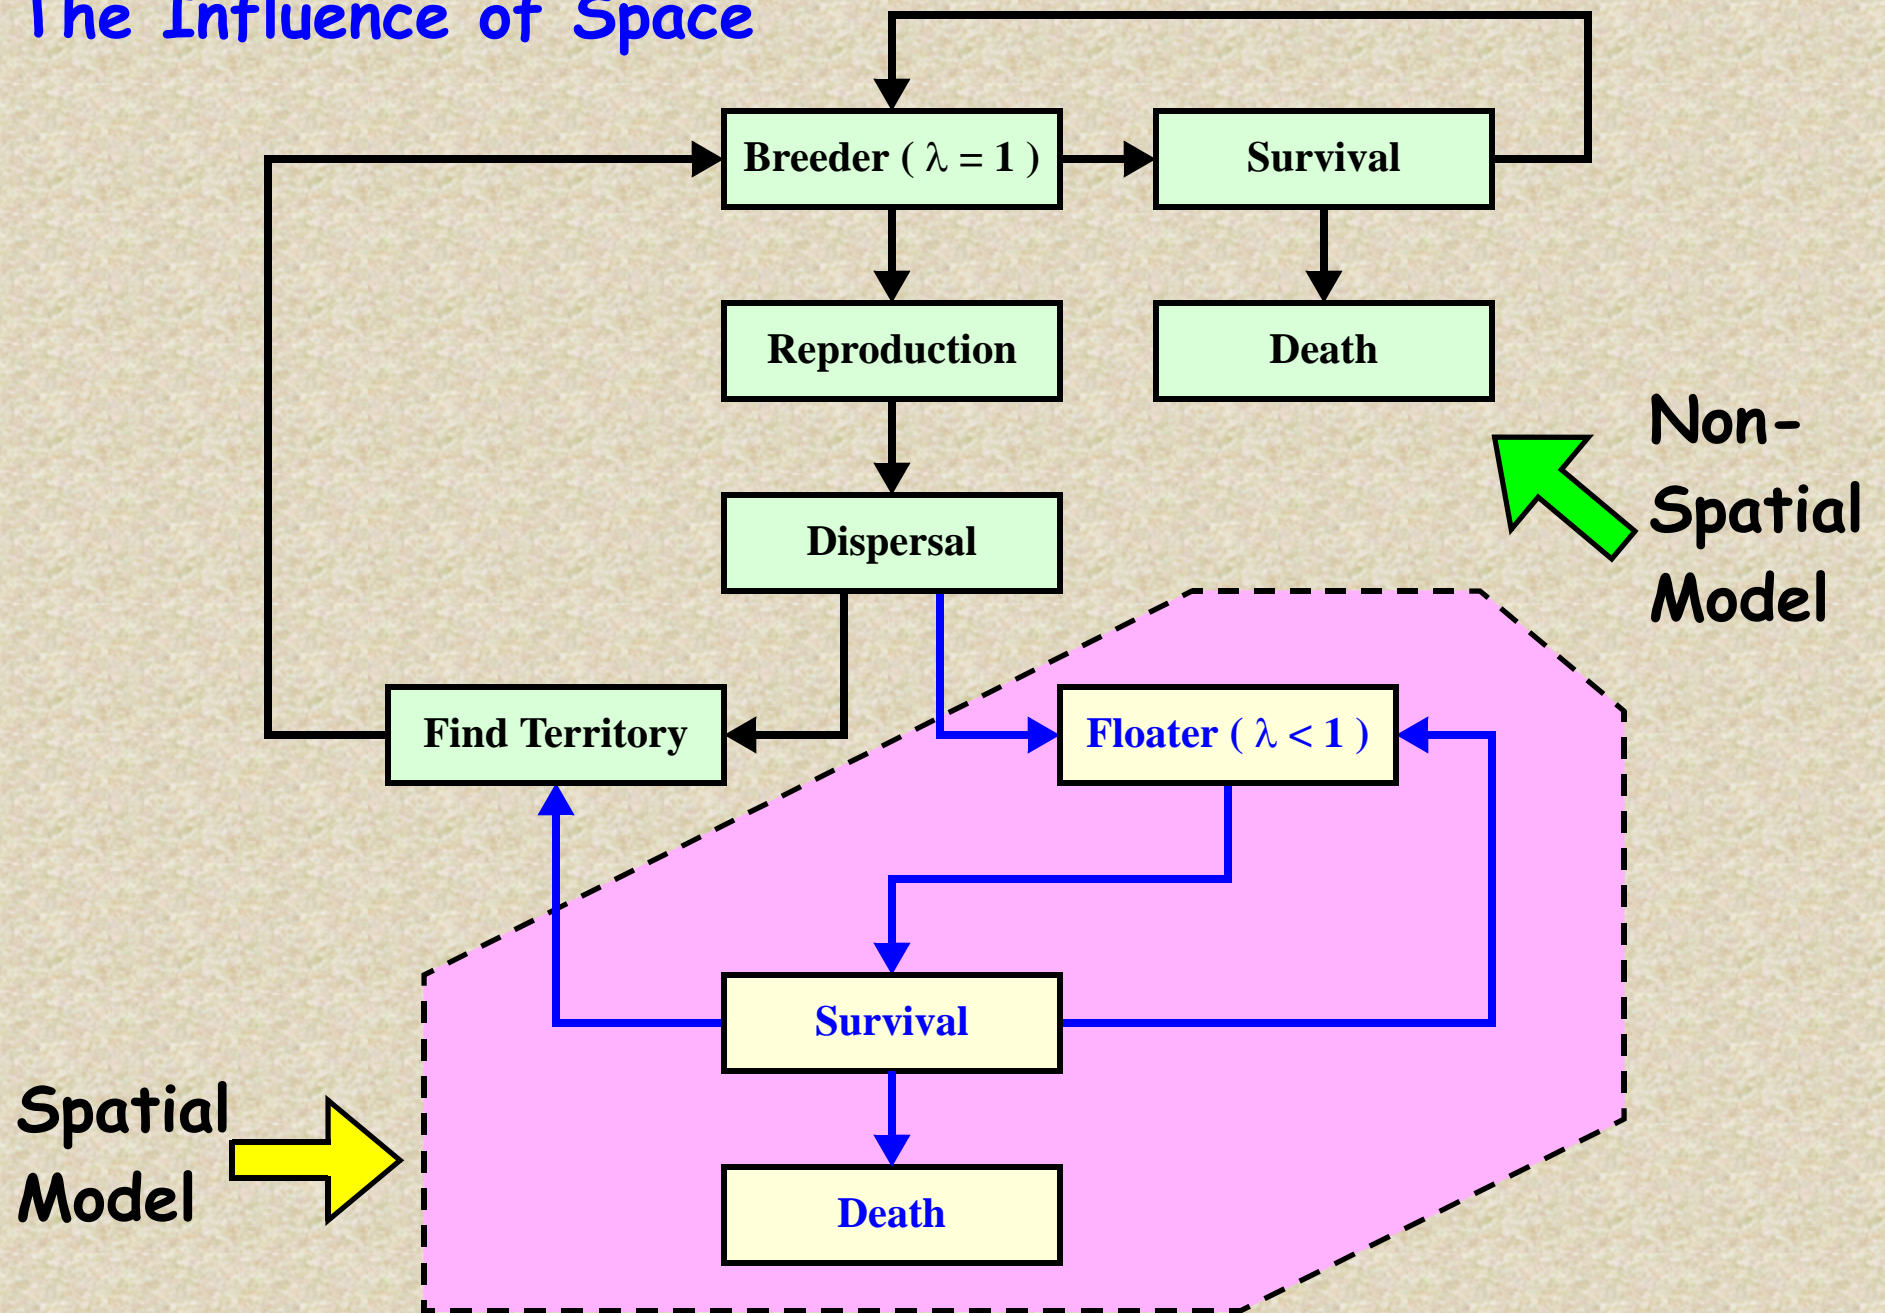 The Influence of Space
Breeder ( λ = 1 )
Survival
Reproduction
Death
Non-
Spatial
Model
Dispersal
Find Territory
Floater ( λ < 1 )
Survival
Spatial
Model
Death